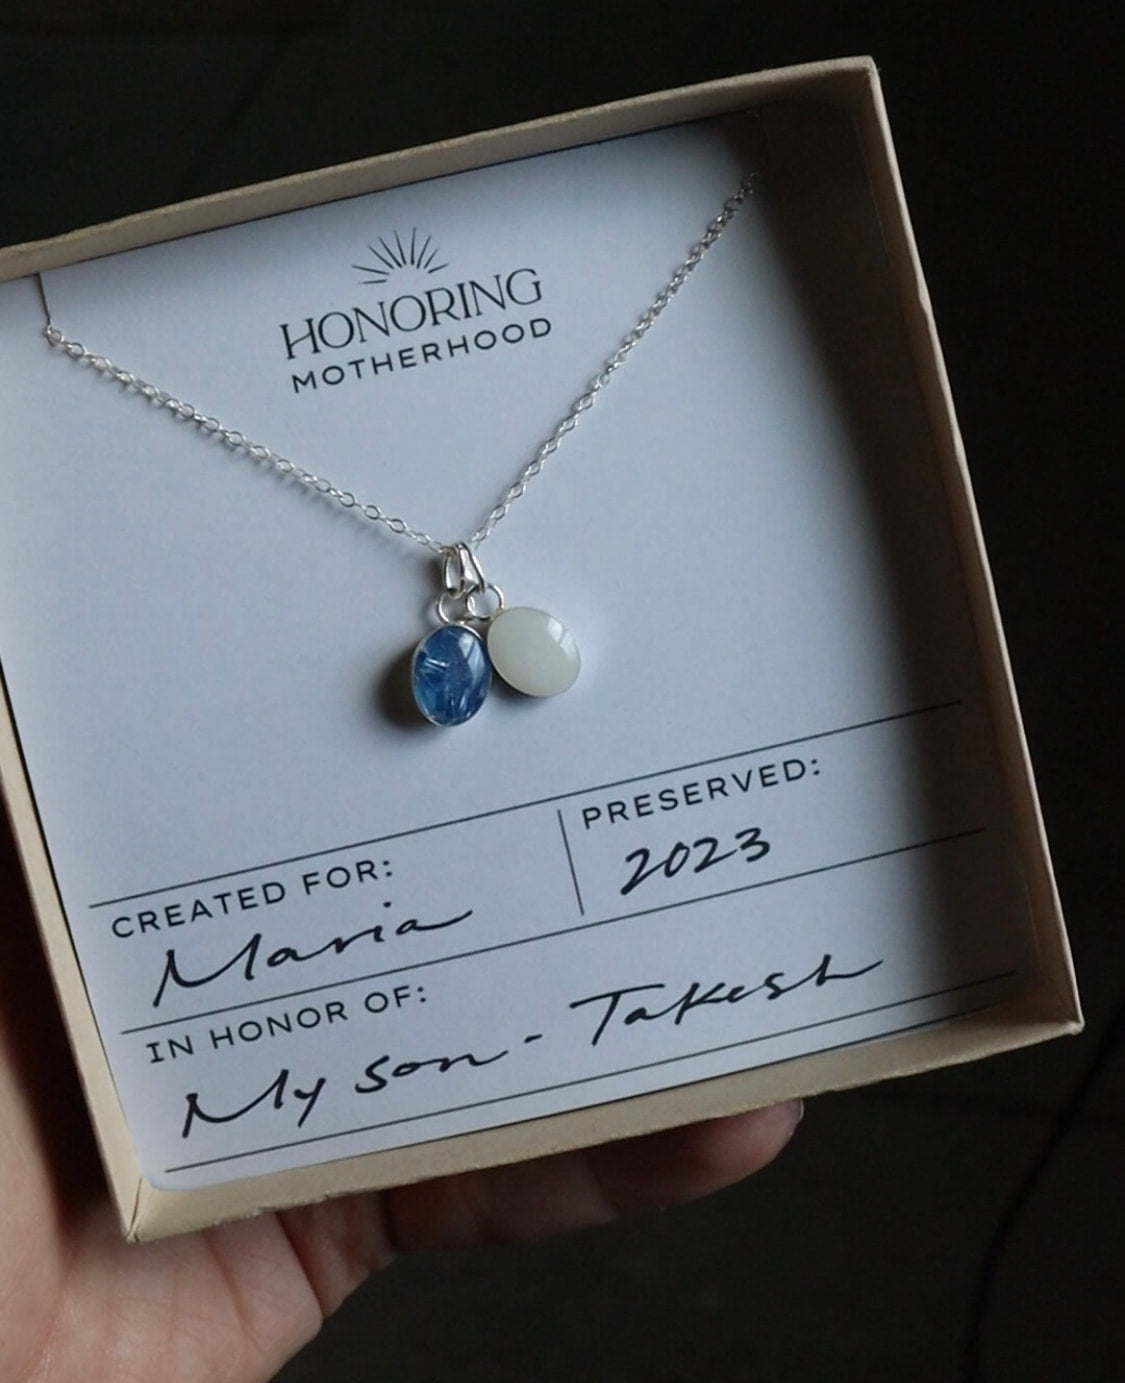 HONORING
MOTHERHOOD
CREATED FOR:
Maria
PRESERVED:
2023
IN HONOR OF:
My son - Takesh